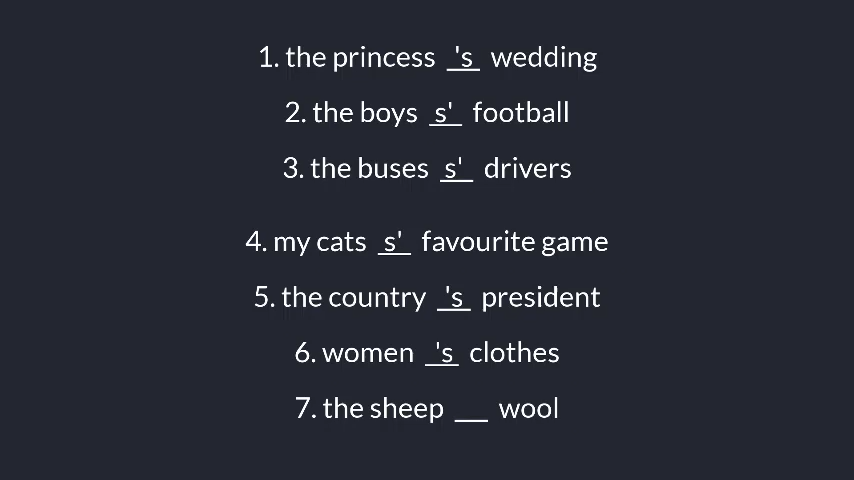 1. the princess 's wedding
2. the boys s' football
3. the buses s' drivers
4. my cats s' favourite game
5. the country 's president
6. women 's clothes
7. the sheep __ wool